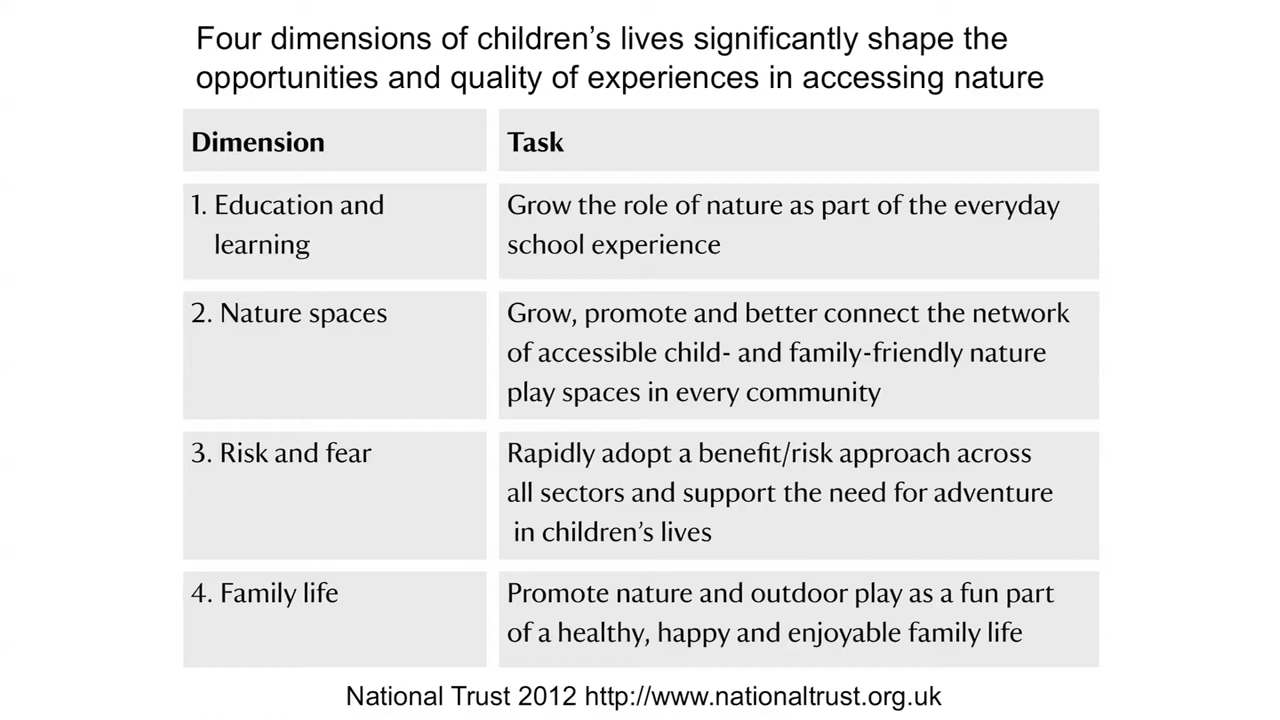 Four dimensions of children’s lives significantly shape the
opportunities and quality of experiences in accessing nature
Dimension
Task
1. Education and
learning
Grow the role of nature as part of the everyday
school experience
2. Nature spaces
Grow, promote and better connect the network
of accessible child- and family-friendly nature
play spaces in every community
3. Risk and fear
Rapidly adopt a benefit/risk approach across
all sectors and support the need for adventure
in children’s lives
4. Family life
Promote nature and outdoor play as a fun part
of a healthy, happy and enjoyable family life
National Trust 2012 http://www.nationaltrust.org.uk